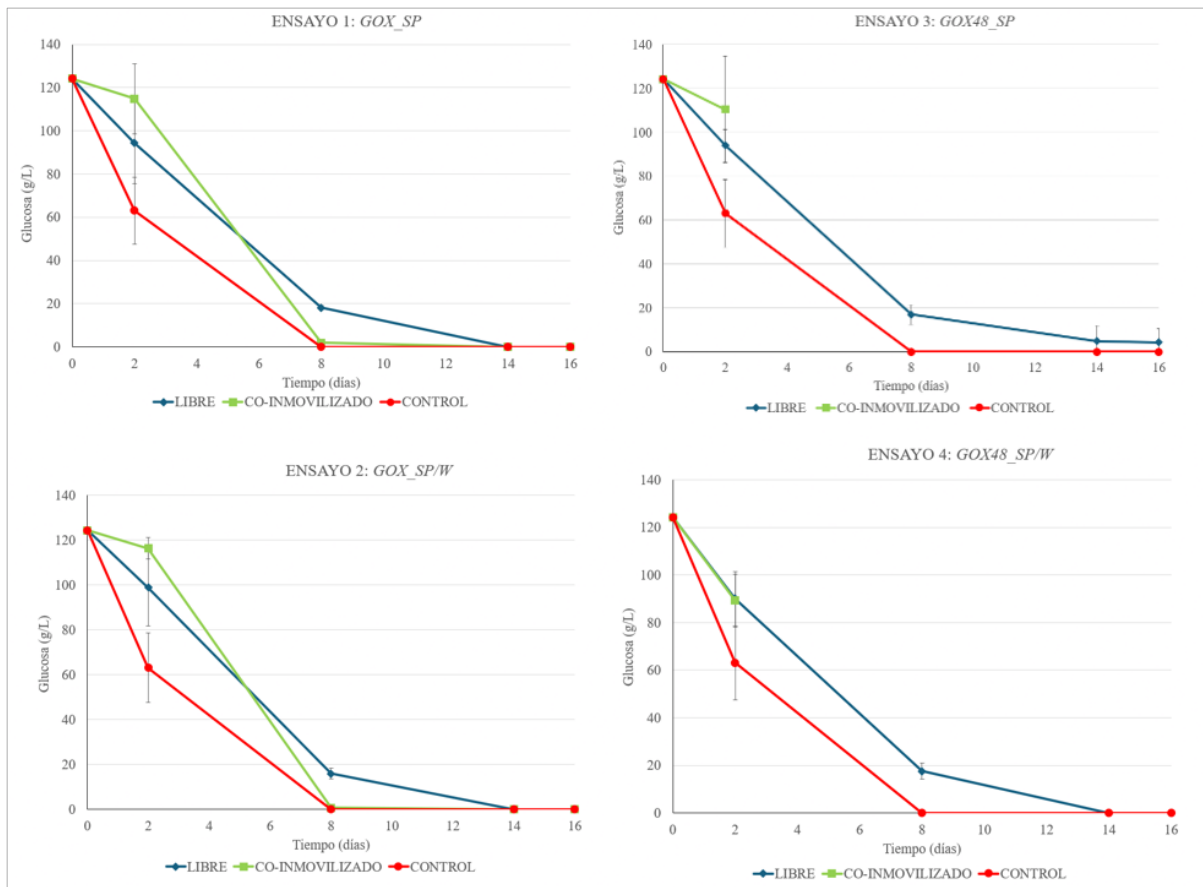 ENSAYO 1: GOX_SP
140
120
100
80
60
40
20
0
Glucosa (g/L)
0 2 4 6 8 10 12 14 16
Tiempo (días)
LIBRE CO-INMOVILIZADO CONTROL
ENSAYO 3: GOX48_SP
140
120
100
80
60
40
20
0
Glucosa (g/L)
0 2 4 6 8 10 12 14 16
Tiempo (días)
LIBRE CO-INMOVILIZADO CONTROL
ENSAYO 2: GOX_SP/W
140
120
100
80
60
40
20
0
Glucosa (g/L)
0 2 4 6 8 10 12 14 16
Tiempo (días)
LIBRE CO-INMOVILIZADO CONTROL
ENSAYO 4: GOX48_SP/W
140
120
100
80
60
40
20
0
Glucosa (g/L)
0 2 4 6 8 10 12 14 16
Tiempo (días)
LIBRE CO-INMOVILIZADO CONTROL